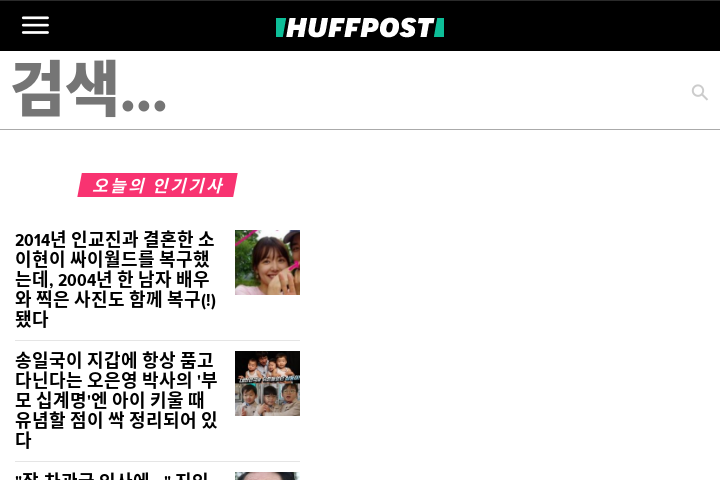 HUFFPOST
검색...
오늘의 인기기사
2014년 인교진과 결혼한 소
이현이 싸이월드를 복구했
는데, 2004년 한 남자 배우
와 찍은 사진도 함께 복구(!)
됐다
송일국이 지갑에 항상 품고
다닌다는 오은영 박사의 '부
모 십계명'엔 아이 키울 때
유념할 점이 싹 정리되어 있
다